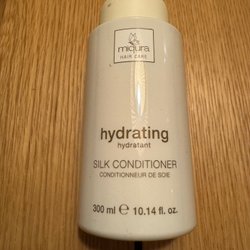 miqura
HAIR CARE
hydrating
hydratant
SILK CONDITIONER
CONDITIONNEUR DE SOIE
300 ml ℮ 10.14 fl. oz.